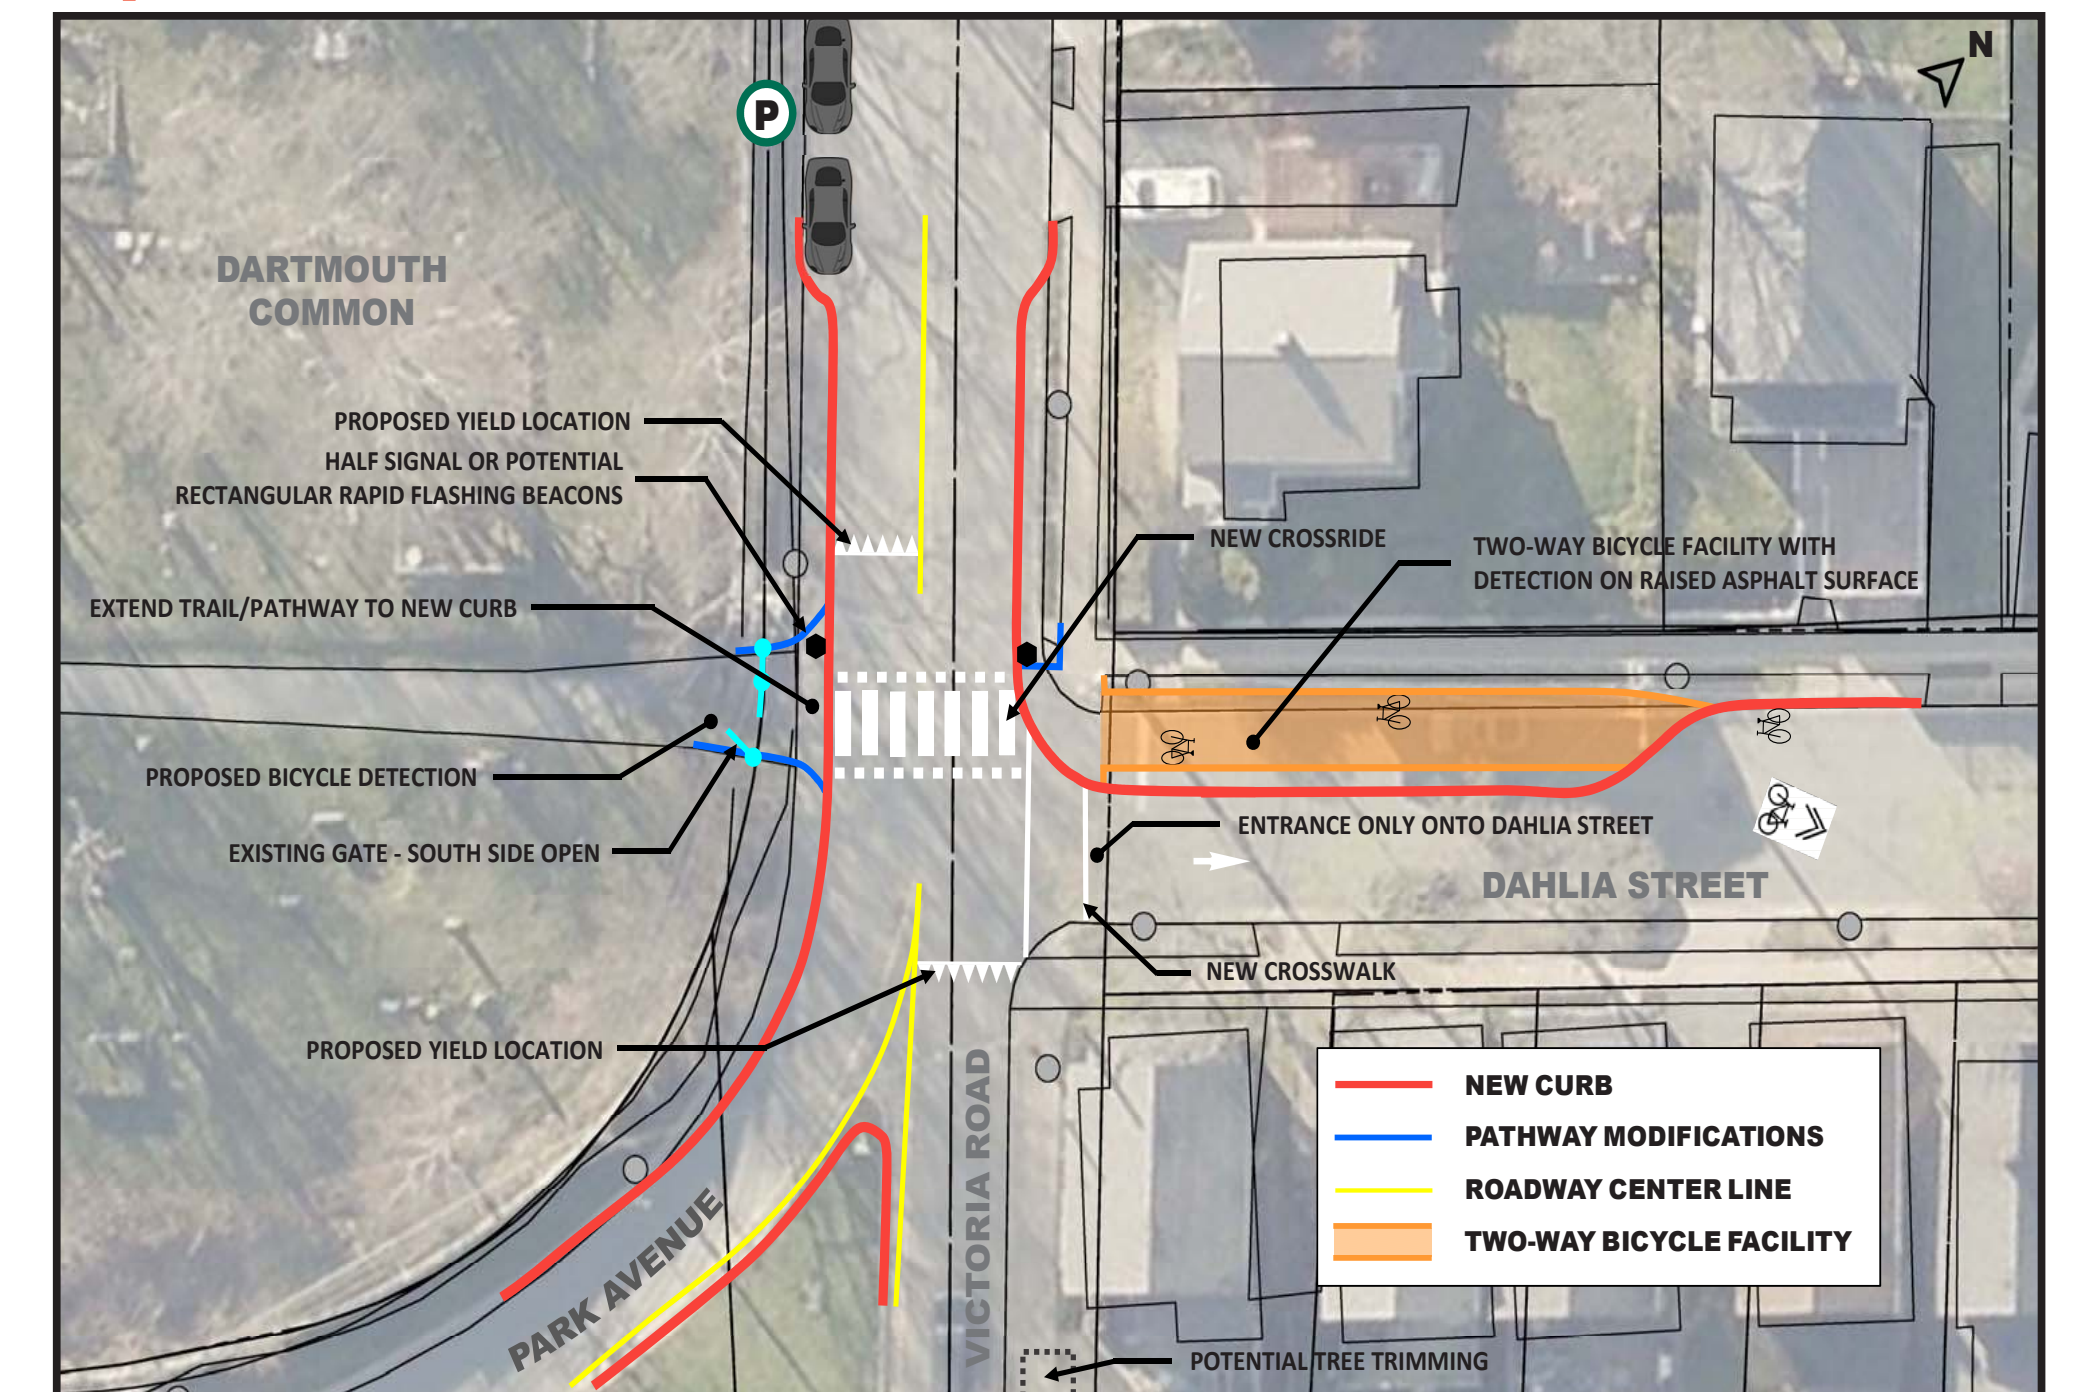 N
P
DARTMOUTH
COMMON
PROPOSED YIELD LOCATION
HALF SIGNAL OR POTENTIAL
RECTANGULAR RAPID FLASHING BEACONS
NEW CROSSRIDE
TWO-WAY BICYCLE FACILITY WITH
DETECTION ON RAISED ASPHALT SURFACE
EXTEND TRAIL/PATHWAY TO NEW CURB
PROPOSED BICYCLE DETECTION
EXISTING GATE - SOUTH SIDE OPEN
ENTRANCE ONLY ONTO DAHLIA STREET
DAHLIA STREET
NEW CROSSWALK
PROPOSED YIELD LOCATION
VICTORIA ROAD
PARK AVENUE
NEW CURB
PATHWAY MODIFICATIONS
ROADWAY CENTER LINE
TWO-WAY BICYCLE FACILITY
POTENTIAL TREE TRIMMING